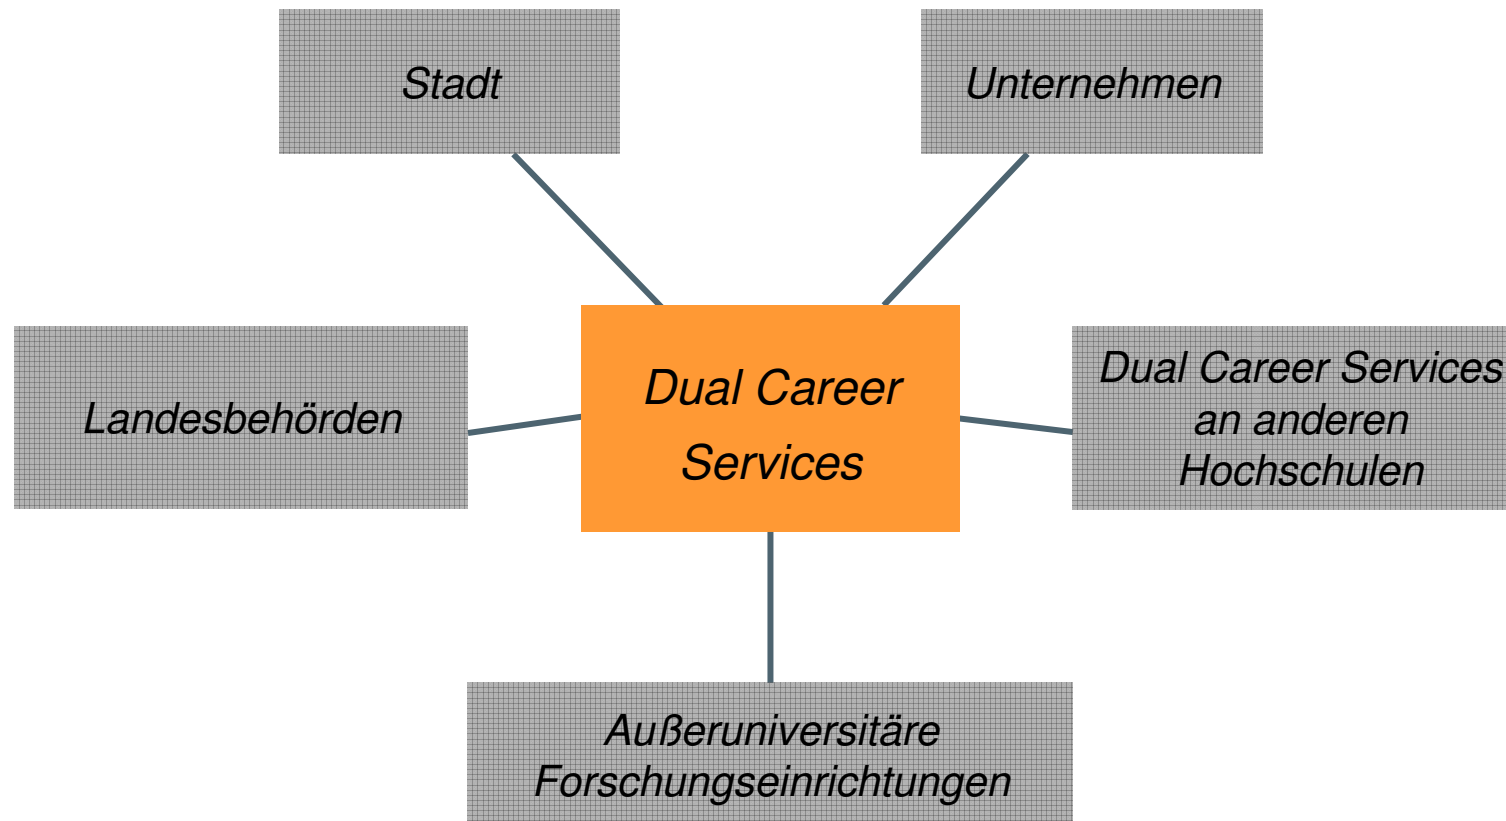 Stadt
Unternehmen
Landesbehörden
Dual Career
Services
Dual Career Services
an anderen
Hochschulen
Außeruniversitäre
Forschungseinrichtungen